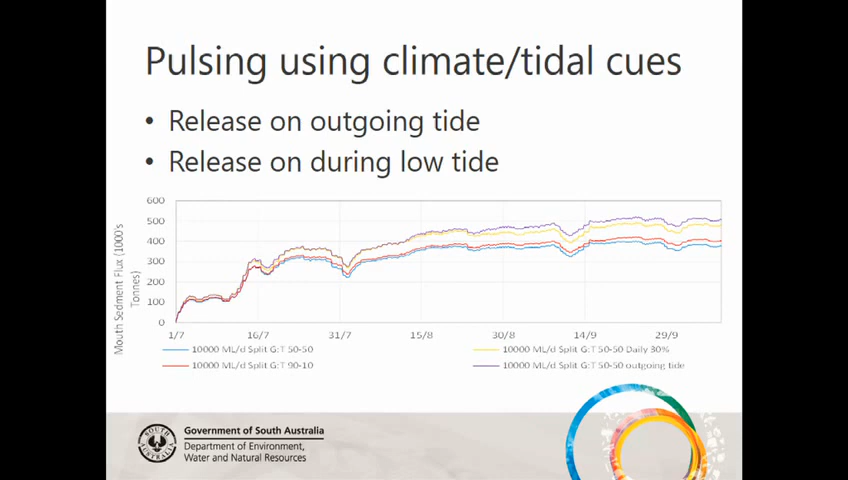 Pulsing using climate/tidal cues
• Release on outgoing tide
• Release on during low tide
600
500
400
300
200
100
0
Mouth Sedment Flux (1000's
Tonnes)
1/7 16/7 31/7 15/8 30/8 14/9 29/9
10000 ML/d Split G:T 50-50
10000 ML/d Split G:T 50-50 Daily 30%
10000 ML/d Split G:T 90-10
10000 ML/d Split G:T 50-50 outgoing tide
SOUTH
AUSTRALIA
Government of South Australia
Department of Environment,
Water and Natural Resources